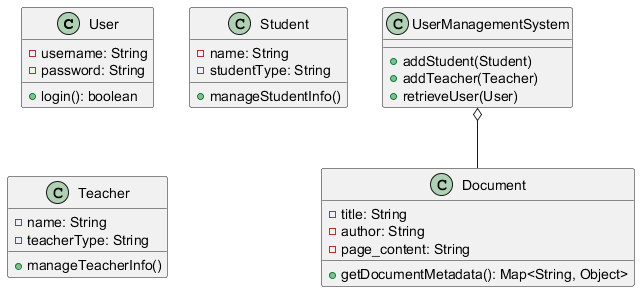 C User
username: String
password: String
login(): boolean
C Student
name: String
studentType: String
manageStudentInfo()
C UserManagementSystem
addStudent(Student)
addTeacher(Teacher)
retrieveUser(User)
C Teacher
name: String
teacherType: String
manageTeacherInfo()
C Document
title: String
author: String
page_content: String
getDocumentMetadata(): Map<String, Object>